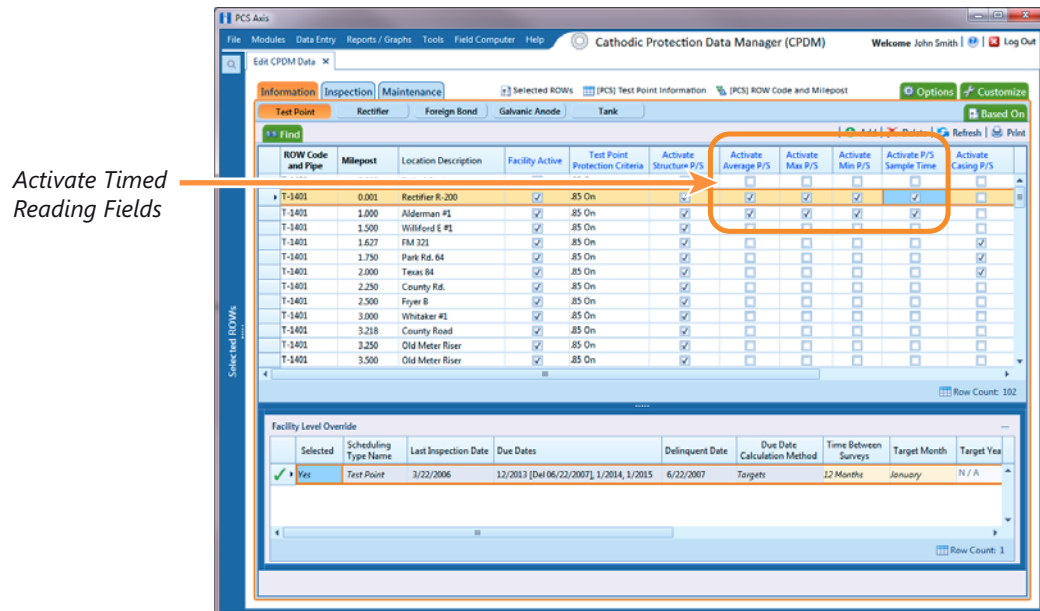 PCS Axis
File Modules Data Entry Reports / Graphs Tools Field Computer Help Cathodic Protection Data Manager (CPDM) Welcome John Smith | | Log Out
Edit CPDM Data
Information Inspection Maintenance Selected ROWs [PCS] Test Point Information [PCS] ROW Code and Milepost Options Customize
Test Point Rectifier Foreign Bond Galvanic Anode Tank Based On
Find | Refresh | Print
ROW Code and Pipe Milepost Location Description Facility Active Test Point Protection Criteria Activate Structure P/S Activate Average P/S Activate Max P/S Activate Min P/S Activate P/S Sample Time Activate Casing P/S
Activate Timed
Reading Fields
T-1401 0.001 Rectifier R-200 .85 On
T-1401 1.000 Alderman #1 .85 On
T-1401 1.500 Williford E #1 .85 On
T-1401 1.627 FM 321 .85 On
T-1401 1.750 Park Rd. 64 .85 On
T-1401 2.000 Texas 84 .85 On
T-1401 2.250 County Rd. .85 On
T-1401 2.500 Fryer B .85 On
T-1401 3.000 Whitaker #1 .85 On
T-1401 3.218 County Road .85 On
T-1401 3.250 Old Meter Riser .85 On
T-1401 3.500 Old Meter Riser .85 On
Selected ROWs
Row Count: 102
Facility Level Override
Selected Scheduling Type Name Last Inspection Date Due Dates Delinquent Date Due Date Calculation Method Time Between Surveys Target Month Target Yea
Yes Test Point 3/22/2006 12/2013 [Del 06/22/2007], 1/2014, 1/2015 6/22/2007 Targets 12 Months January N / A
Row Count: 1